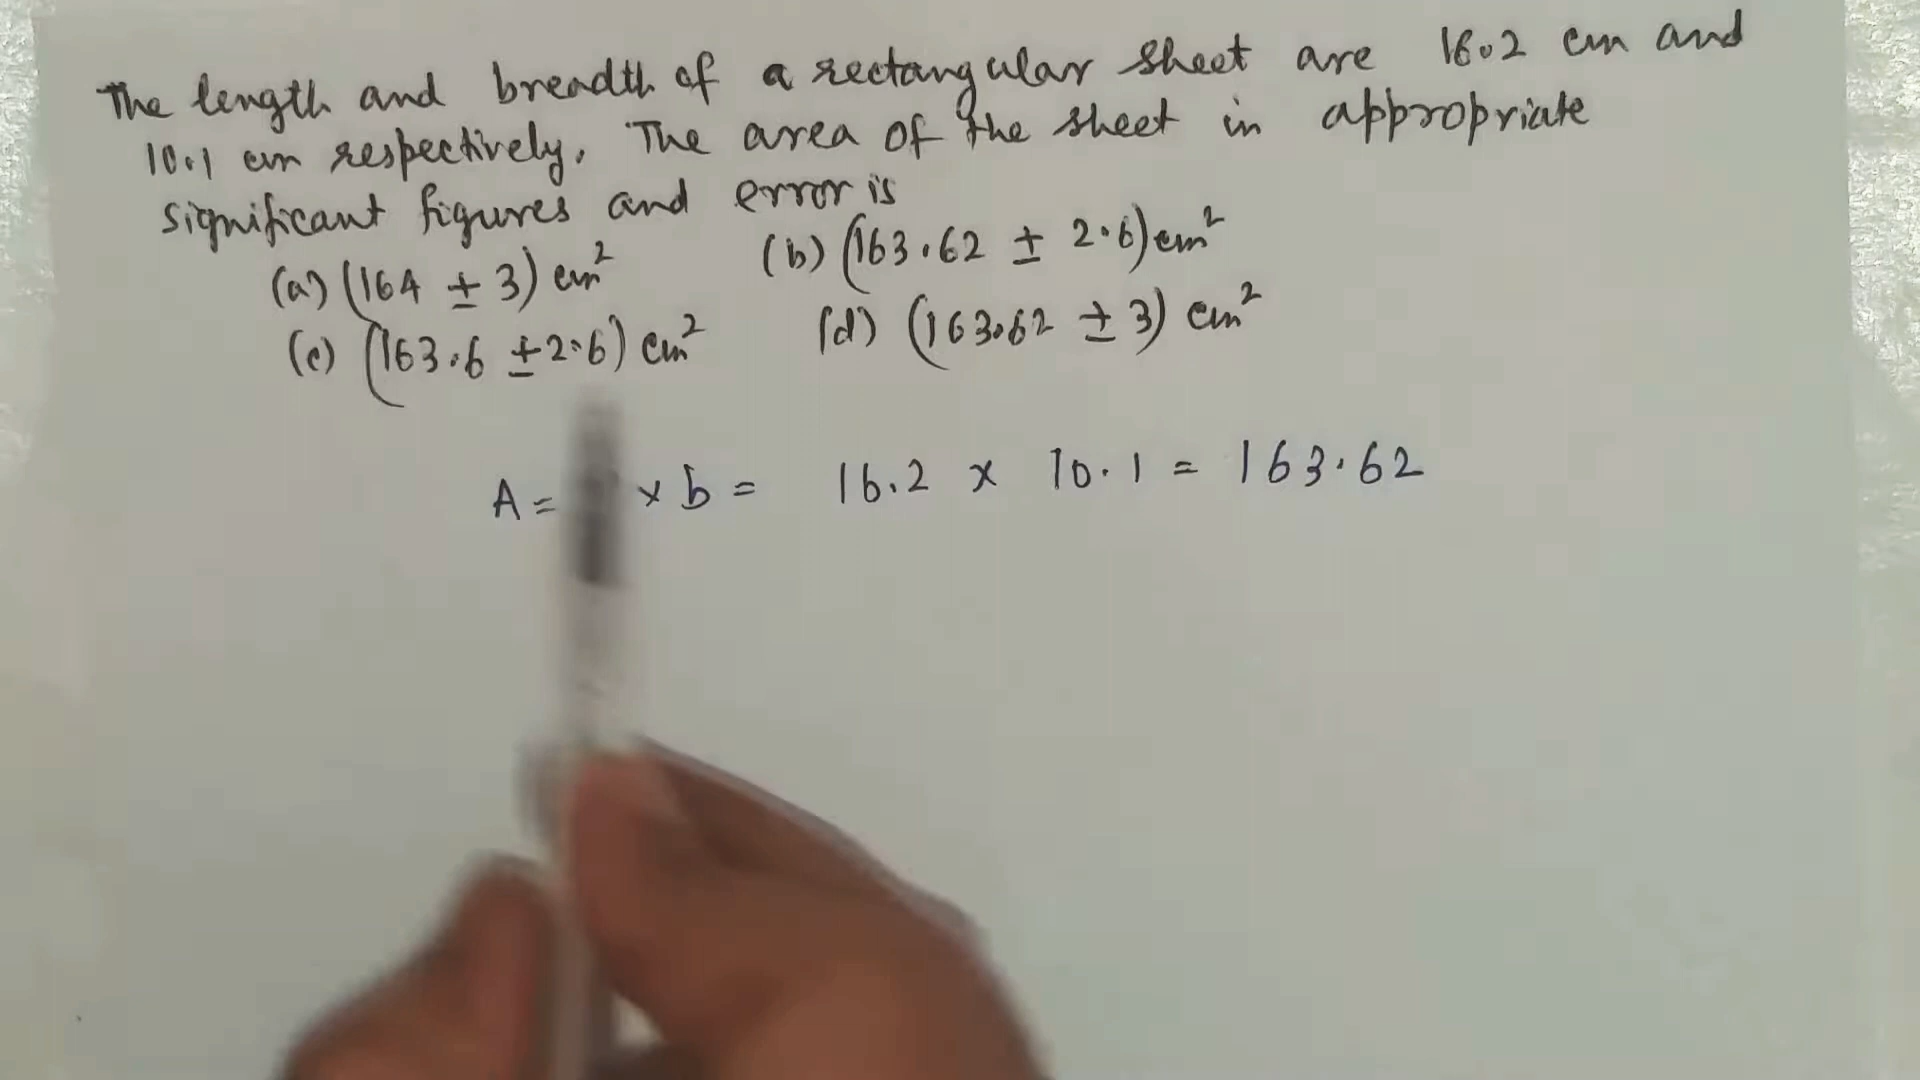 The length and breadth of a rectangular sheet are 16.2 cm and
10.1 cm respectively. The area of the sheet in appropriate
significant figures and error is
(a) (164 ± 3) cm² (b) (163.62 ± 2.6) cm²
(c) (163.6 ± 2.6) cm² (d) (163.62 ± 3) cm²
A = × b = 16.2 x 10.1 = 163.62